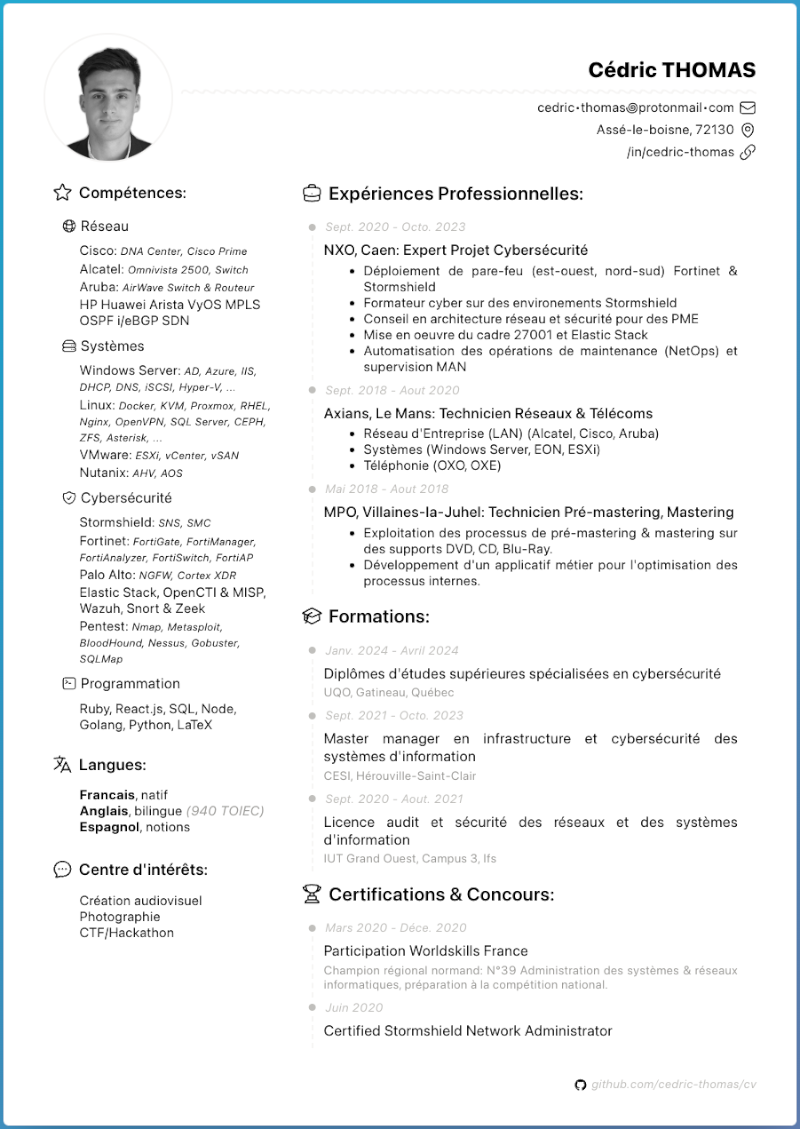 Cédric THOMAS
cedric•thomas@protonmail•com
Assé-le-boisne, 72130
/in/cedric-thomas
Compétences:
Réseau
Cisco: DNA Center, Cisco Prime
Alcatel: Omnivista 2500, Switch
Aruba: AirWave Switch & Routeur
HP Huawei Arista VyOS MPLS
OSPF i/eBGP SDN
Systèmes
Windows Server: AD, Azure, IIS,
DHCP, DNS, iSCSI, Hyper-V, ...
Linux: Docker, KVM, Proxmox, RHEL,
Nginx, OpenVPN, SQL Server, CEPH,
ZFS, Asterisk, ...
VMware: ESXi, vCenter, vSAN
Nutanix: AHV, AOS
Cybersécurité
Stormshield: SNS, SMC
Fortinet: FortiGate, FortiManager,
FortiAnalyzer, FortiSwitch, FortiAP
Palo Alto: NGFW, Cortex XDR
Elastic Stack, OpenCTI & MISP,
Wazuh, Snort & Zeek
Pentest: Nmap, Metasploit,
BloodHound, Nessus, Gobuster,
SQLMap
Programmation
Ruby, React.js, SQL, Node,
Golang, Python, LaTeX
Langues:
Francais, natif
Anglais, bilingue (940 TOIEC)
Espagnol, notions
Centre d'intérêts:
Création audiovisuel
Photographie
CTF/Hackathon
Expériences Professionnelles:
Sept. 2020 - Octo. 2023
NXO, Caen: Expert Projet Cybersécurité
• Déploiement de pare-feu (est-ouest, nord-sud) Fortinet &
Stormshield
• Formateur cyber sur des environements Stormshield
• Conseil en architecture réseau et sécurité pour des PME
• Mise en oeuvre du cadre 27001 et Elastic Stack
• Automatisation des opérations de maintenance (NetOps) et
supervision MAN
Sept. 2018 - Aout 2020
Axians, Le Mans: Technicien Réseaux & Télécoms
• Réseau d'Entreprise (LAN) (Alcatel, Cisco, Aruba)
• Systèmes (Windows Server, EON, ESXi)
• Téléphonie (OXO, OXE)
Mai 2018 - Aout 2018
MPO, Villaines-la-Juhel: Technicien Pré-mastering, Mastering
• Exploitation des processus de pré-mastering & mastering sur
des supports DVD, CD, Blu-Ray.
• Développement d'un applicatif métier pour l'optimisation des
processus internes.
Formations:
Janv. 2024 - Avril 2024
Diplômes d'études supérieures spécialisées en cybersécurité
UQO, Gatineau, Québec
Sept. 2021 - Octo. 2023
Master manager en infrastructure et cybersécurité des
systèmes d'information
CESI, Hérouville-Saint-Clair
Sept. 2020 - Aout. 2021
Licence audit et sécurité des réseaux et des systèmes
d'information
IUT Grand Ouest, Campus 3, Ifs
Certifications & Concours:
Mars 2020 - Déce. 2020
Participation Worldskills France
Champion régional normand: N°39 Administration des systèmes & réseaux
informatiques, préparation à la compétition national.
Juin 2020
Certified Stormshield Network Administrator
github.com/cedric-thomas/cv